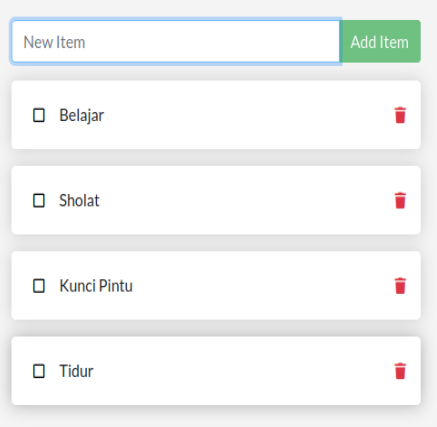 New Item
Add Item
Belajar
Sholat
Kunci Pintu
Tidur